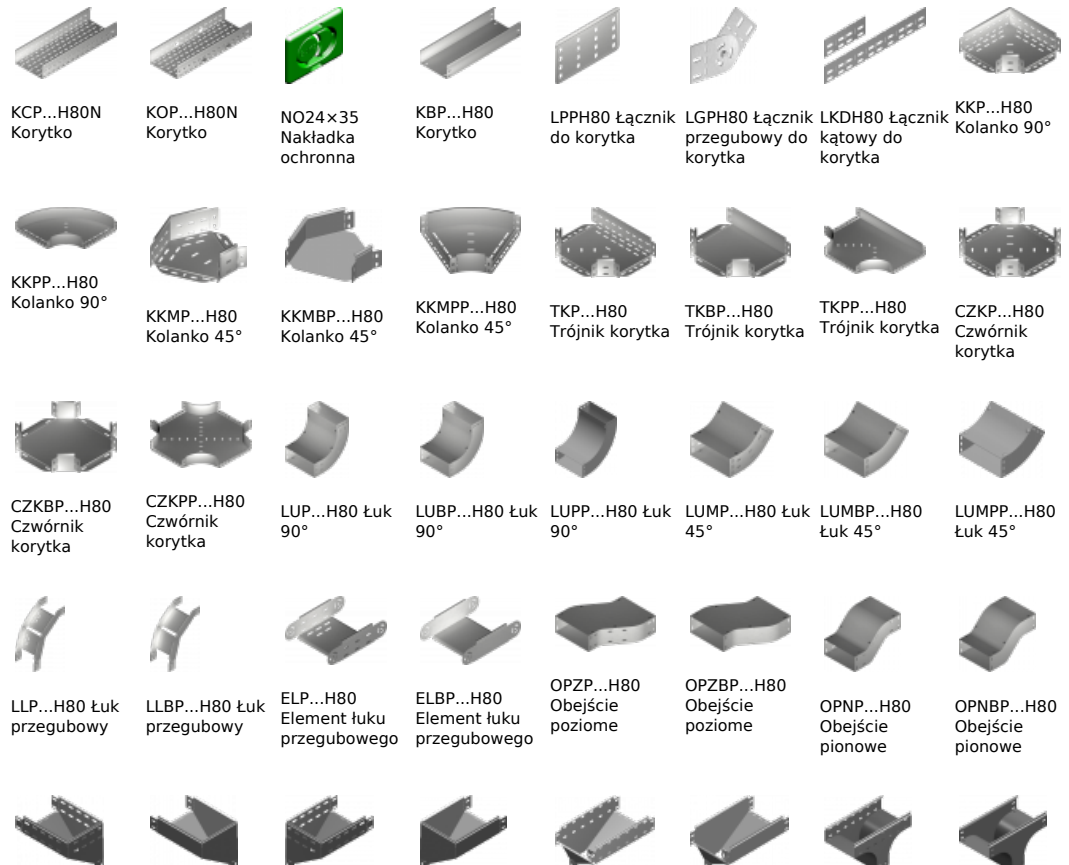 KCP...H80N
Korytko
KOP...H80N
Korytko
NO24×35
Nakładka
ochronna
KBP...H80
Korytko
LPPH80 Łącznik
do korytka
LGPH80 Łącznik
przegubowy do
korytka
LKDH80 Łącznik
kątowy do
korytka
KKP...H80
Kolanko 90°
KKPP...H80
Kolanko 90°
KKMP...H80
Kolanko 45°
KKMBP...H80
Kolanko 45°
KKMPP...H80
Kolanko 45°
TKP...H80
Trójnik korytka
TKBP...H80
Trójnik korytka
TKPP...H80
Trójnik korytka
CZKP...H80
Czwórnik
korytka
CZKBP...H80
Czwórnik
korytka
CZKPP...H80
Czwórnik
korytka
LUP...H80 Łuk
90°
LUBP...H80 Łuk
90°
LUPP...H80 Łuk
90°
LUMP...H80 Łuk
45°
LUMBP...H80
Łuk 45°
LUMPP...H80
Łuk 45°
LLP...H80 Łuk
przegubowy
LLBP...H80 Łuk
przegubowy
ELP...H80
Element łuku
przegubowego
ELBP...H80
Element łuku
przegubowego
OPZP...H80
Obejście
poziome
OPZBP...H80
Obejście
poziome
OPNP...H80
Obejście
pionowe
OPNBP...H80
Obejście
pionowe